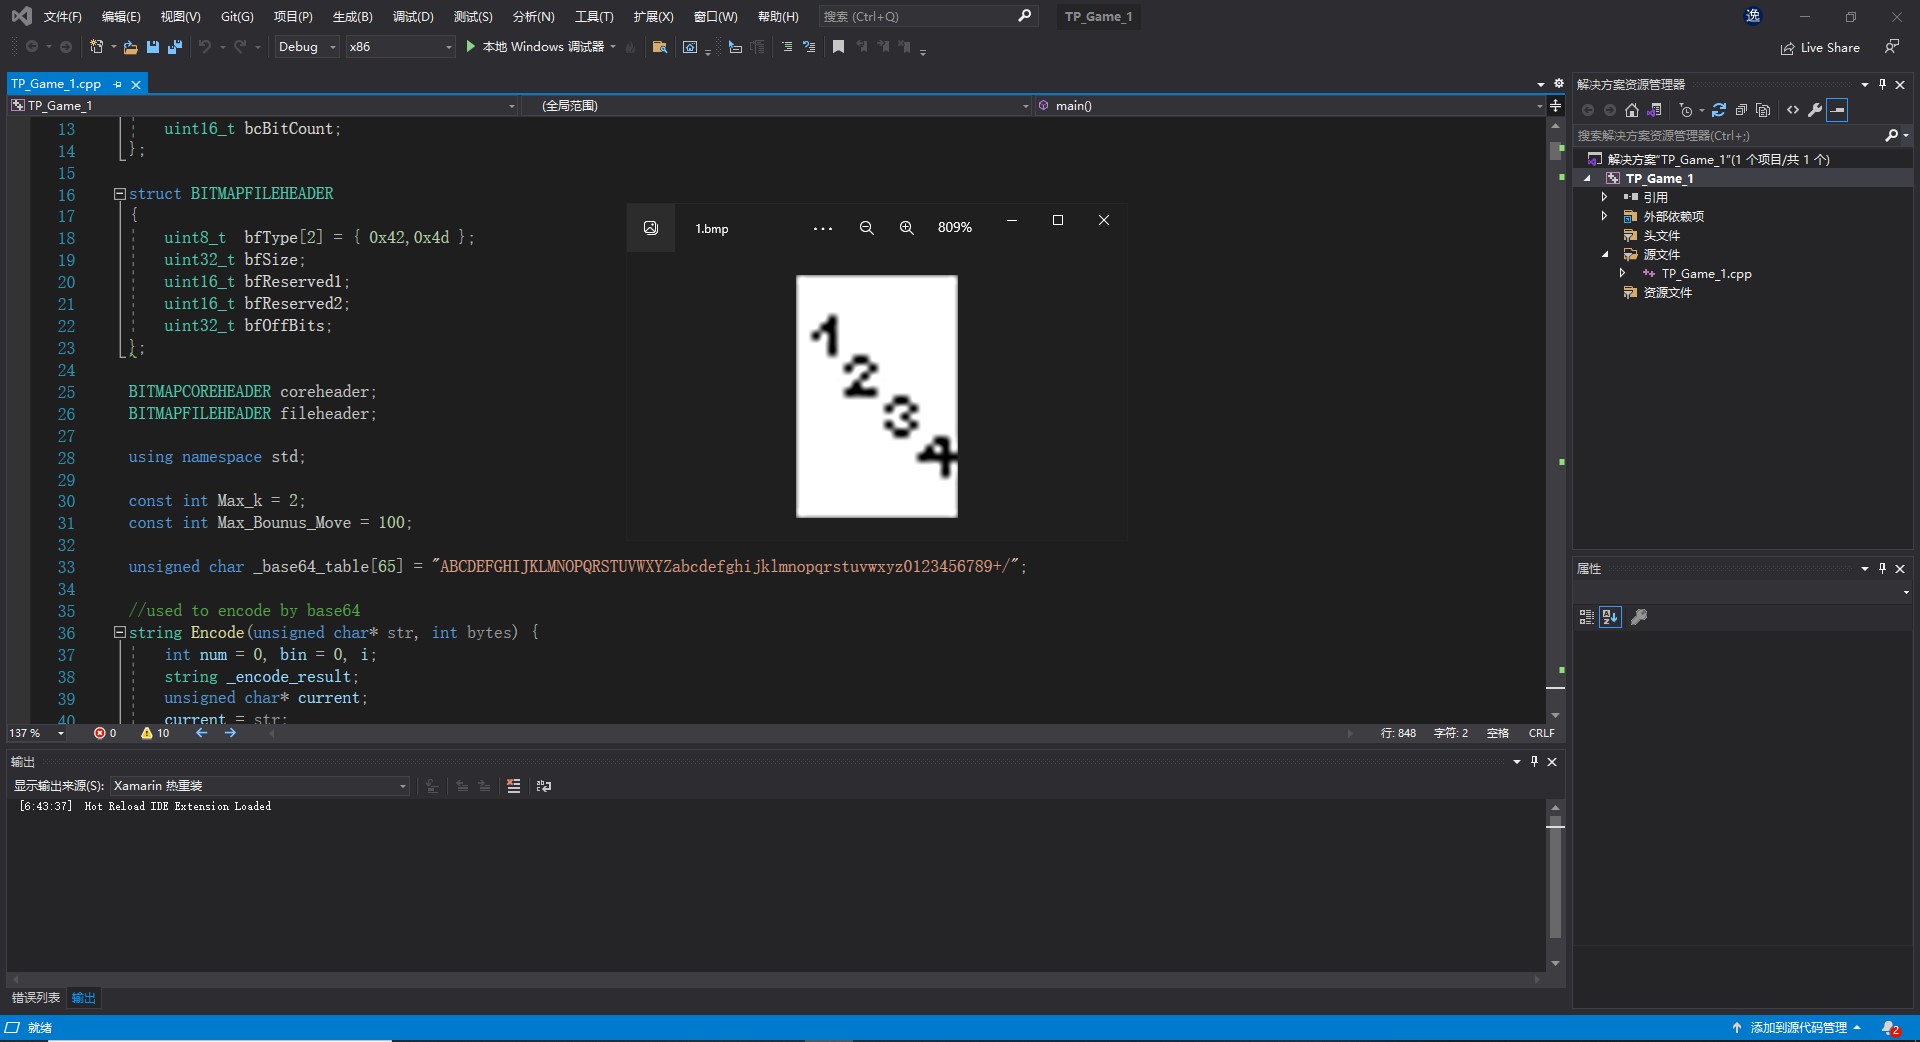 文件(F) 编辑(E) 视图(V) Git(G) 项目(P) 生成(B) 调试(D) 测试(S) 分析(N) 工具(T) 扩展(X) 窗口(W) 帮助(H) 搜索 (Ctrl+Q) TP_Game_1 逸
Debug x86 本地 Windows 调试器 Live Share
TP_Game_1.cpp
TP_Game_1 (全局范围) main()
13 uint16_t bcBitCount;
14 };
15
16 struct BITMAPFILEHEADER
17 {
18 uint8_t bfType[2] = { 0x42,0x4d };
19 uint32_t bfSize;
20 uint16_t bfReserved1;
21 uint16_t bfReserved2;
22 uint32_t bfOffBits;
23 };
24
25 BITMAPCOREHEADER coreheader;
26 BITMAPFILEHEADER fileheader;
27
28 using namespace std;
29
30 const int Max_k = 2;
31 const int Max_Bounus_Move = 100;
32
33 unsigned char _base64_table[65] = "ABCDEFGHIJKLMNOPQRSTUVWXYZabcdefghijklmnopqrstuvwxyz0123456789+/";
34
35 //used to encode by base64
36 string Encode(unsigned char* str, int bytes) {
37 int num = 0, bin = 0, i;
38 string _encode_result;
39 unsigned char* current;
40 current = str;
1.bmp 809%
1
2
3
4
137 % 0 10 行: 848 字符: 2 空格 CRLF
输出
显示输出来源(S): Xamarin 热重装
[6:43:37] Hot Reload IDE Extension Loaded
错误列表 输出
解决方案资源管理器
搜索解决方案资源管理器(Ctrl+;)
解决方案"TP_Game_1"(1 个项目/共 1 个)
TP_Game_1
引用
外部依赖项
头文件
源文件
TP_Game_1.cpp
资源文件
属性
就绪 添加到源代码管理 2